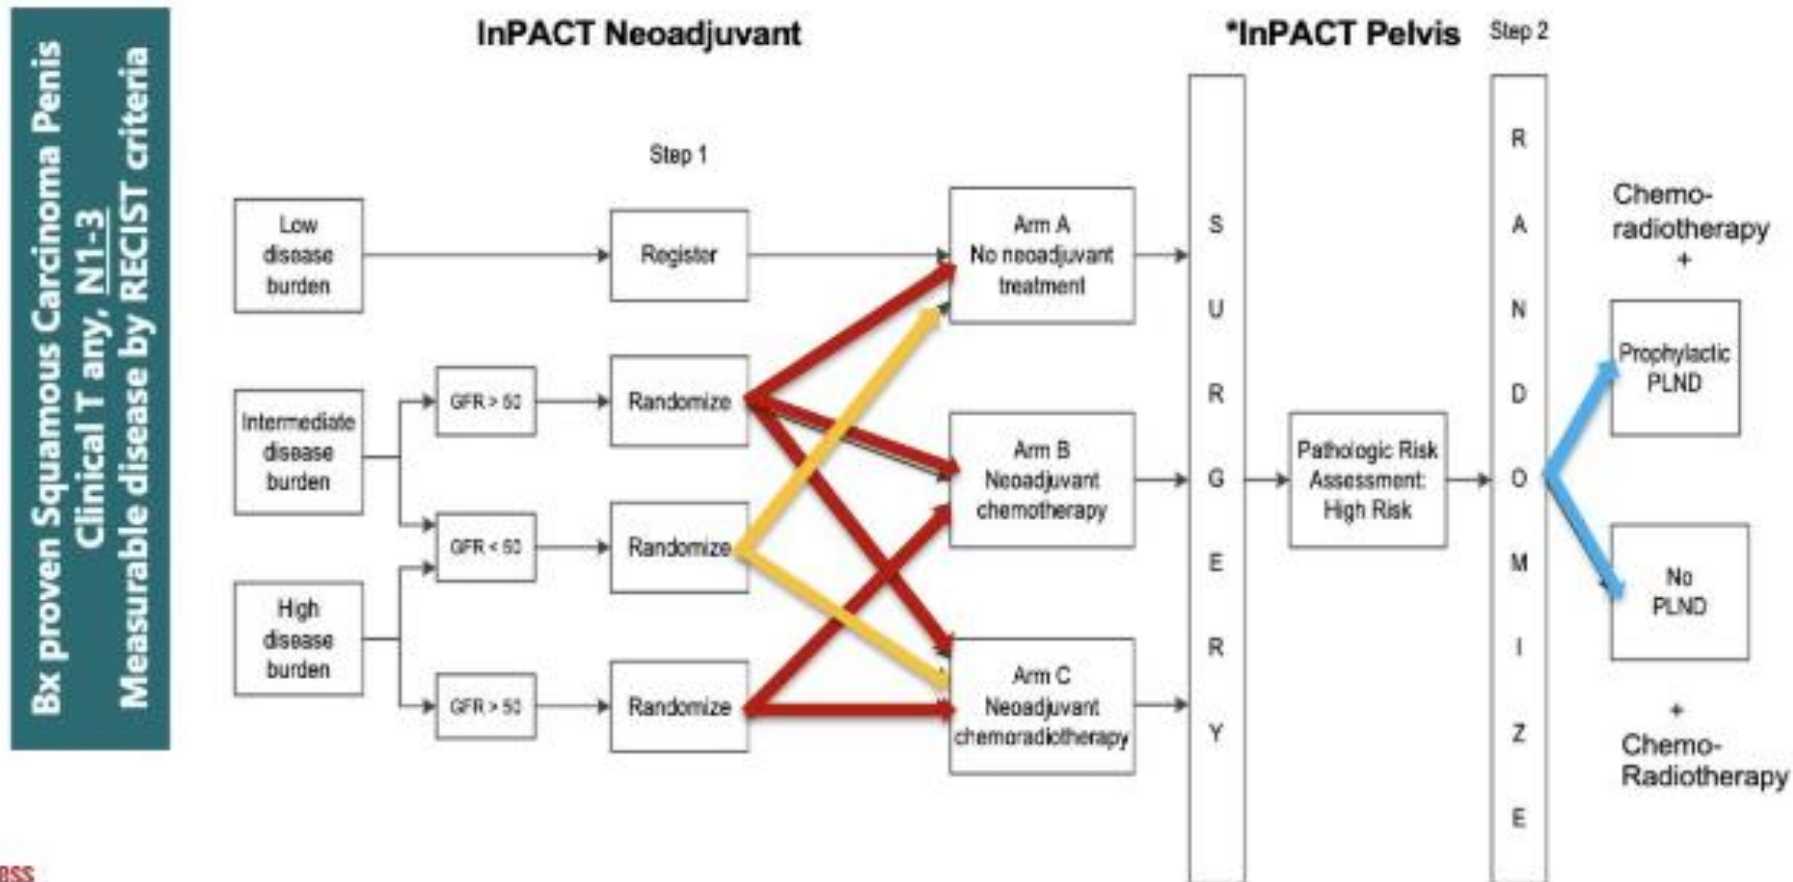 Bx proven Squamous Carcinoma Penis
Clinical T any, N1-3
Measurable disease by RECIST criteria
InPACT Neoadjuvant
*InPACT Pelvis
Step 2
Step 1
Low
disease
burden
Register
Arm A
No neoadjuvant
treatment
Intermediate
disease
burden
GFR > 50
Randomize
Arm B
Neoadjuvant
chemotherapy
GFR < 50
Randomize
High
disease
burden
GFR > 50
Randomize
Arm C
Neoadjuvant
chemoradiotherapy
S
U
R
G
E
R
Y
Pathologic Risk
Assessment:
High Risk
R
A
N
D
O
M
I
Z
E
Chemo-
radiotherapy
+
Prophylactic
PLND
No
PLND
+
Chemo-
Radiotherapy